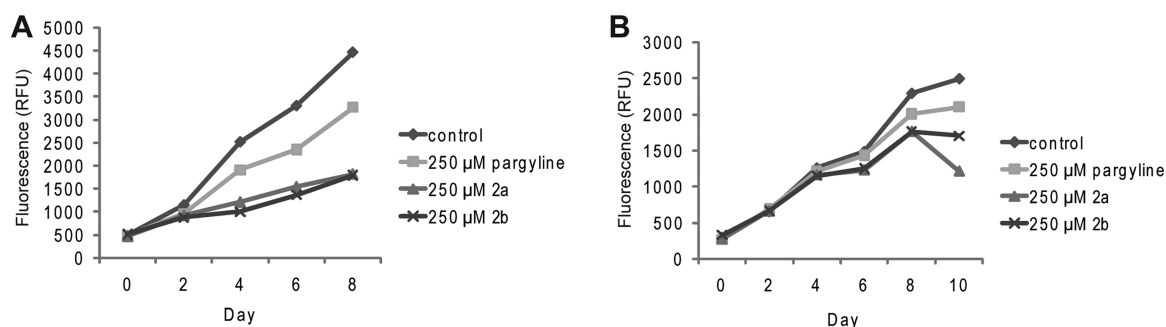 A
Fluorescence (RFU)
5000
4500
4000
3500
3000
2500
2000
1500
1000
500
0
0 2 4 6 8
Day
control
250 µM pargyline
250 µM 2a
250 µM 2b
B
Fluorescence (RFU)
3000
2500
2000
1500
1000
500
0
0 2 4 6 8 10
Day
control
250 µM pargyline
250 µM 2a
250 µM 2b